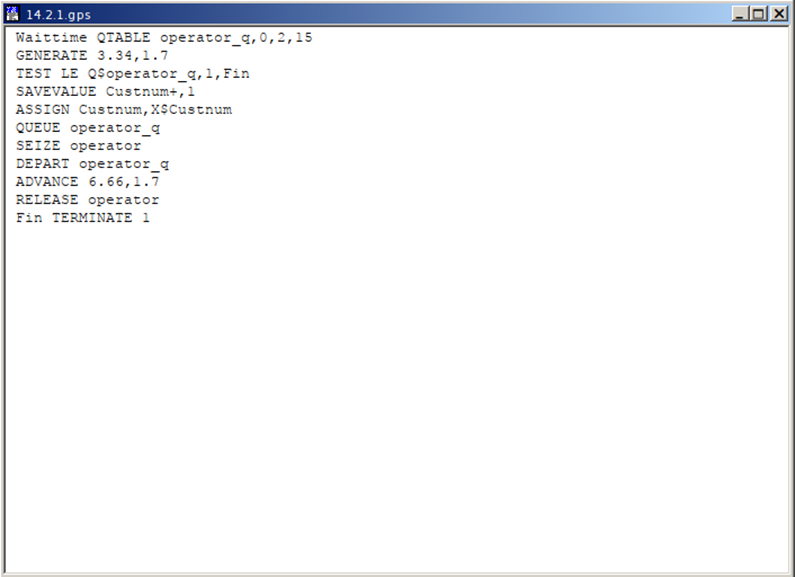 14.2.1.gps
Waittime QTABLE operator_q,0,2,15
GENERATE 3.34,1.7
TEST LE Q$operator_q,1,Fin
SAVEVALUE Custnum+,1
ASSIGN Custnum,X$Custnum
QUEUE operator_q
SEIZE operator
DEPART operator_q
ADVANCE 6.66,1.7
RELEASE operator
Fin TERMINATE 1